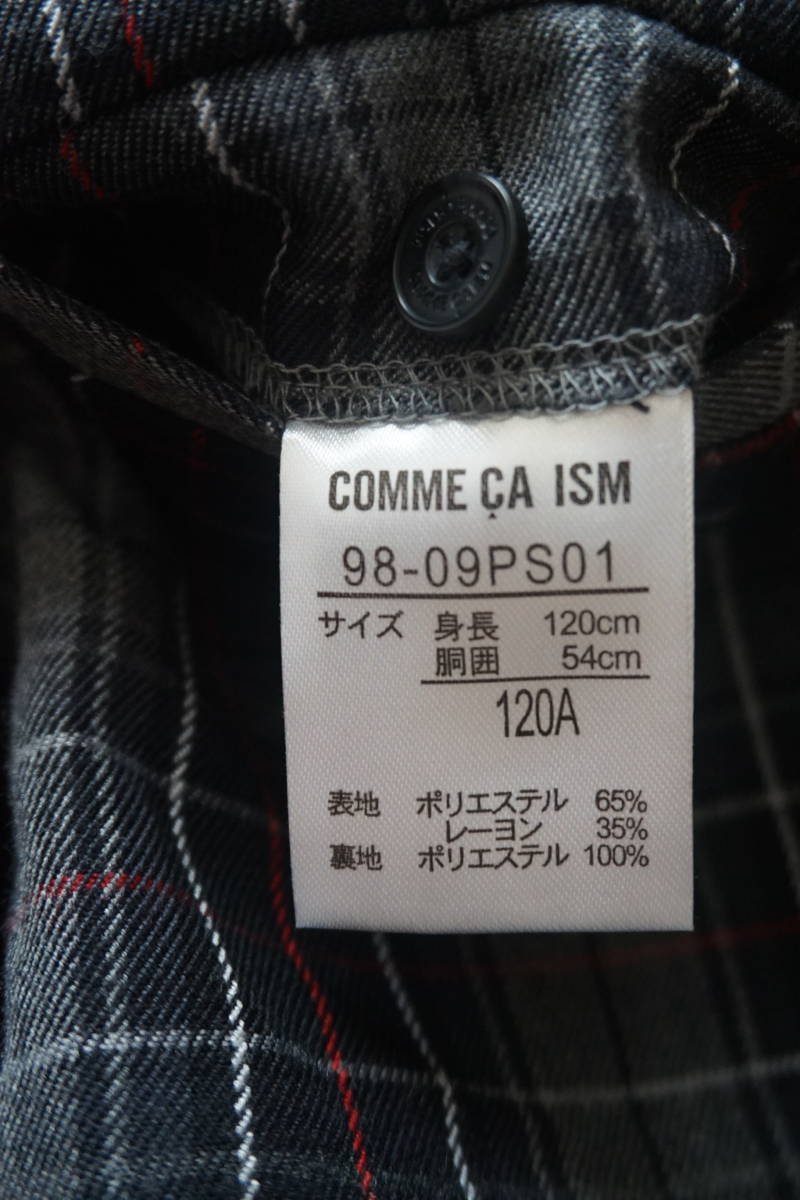 COMME ÇA ISM
98-09PS01
サイズ 身長 120cm
胴囲 54cm
120A
表地 ポリエステル 65%
レーヨン 35%
裏地 ポリエステル 100%